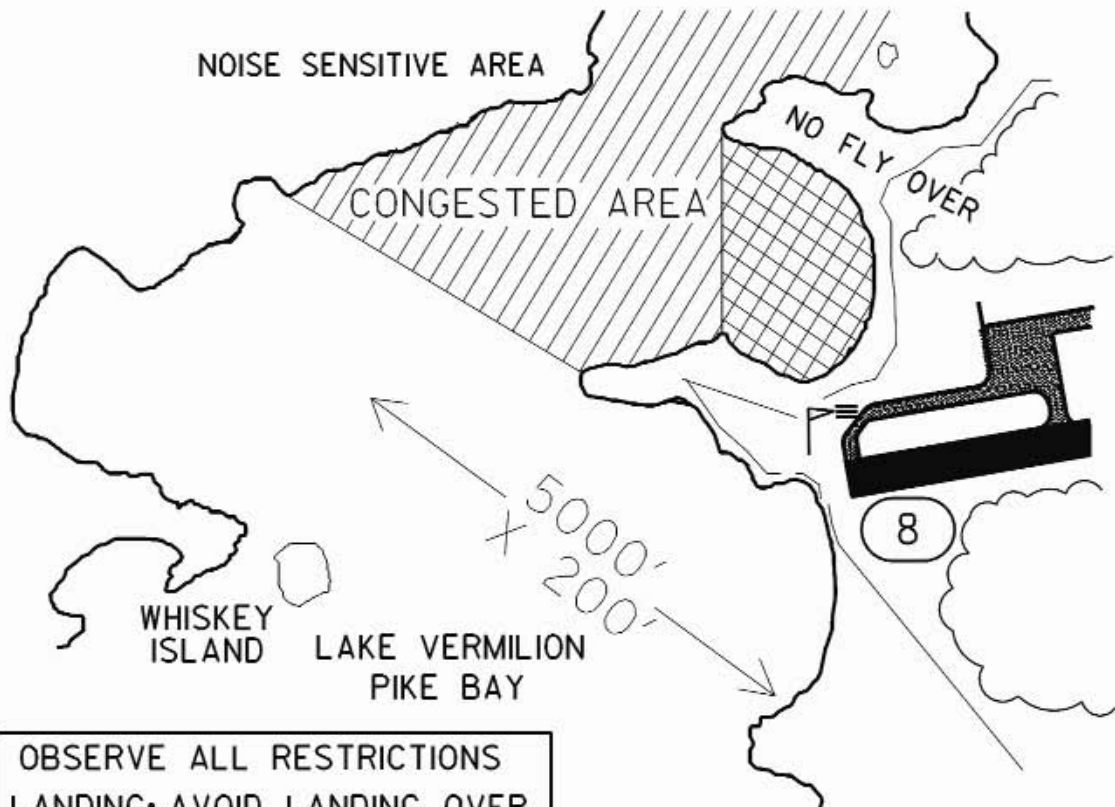 NOISE SENSITIVE AREA
NO FLY OVER
CONGESTED AREA
5000'
X 200'
8
WHISKEY
ISLAND
LAKE VERMILION
PIKE BAY
OBSERVE ALL RESTRICTIONS
LANDING: AVOID LANDING OVER